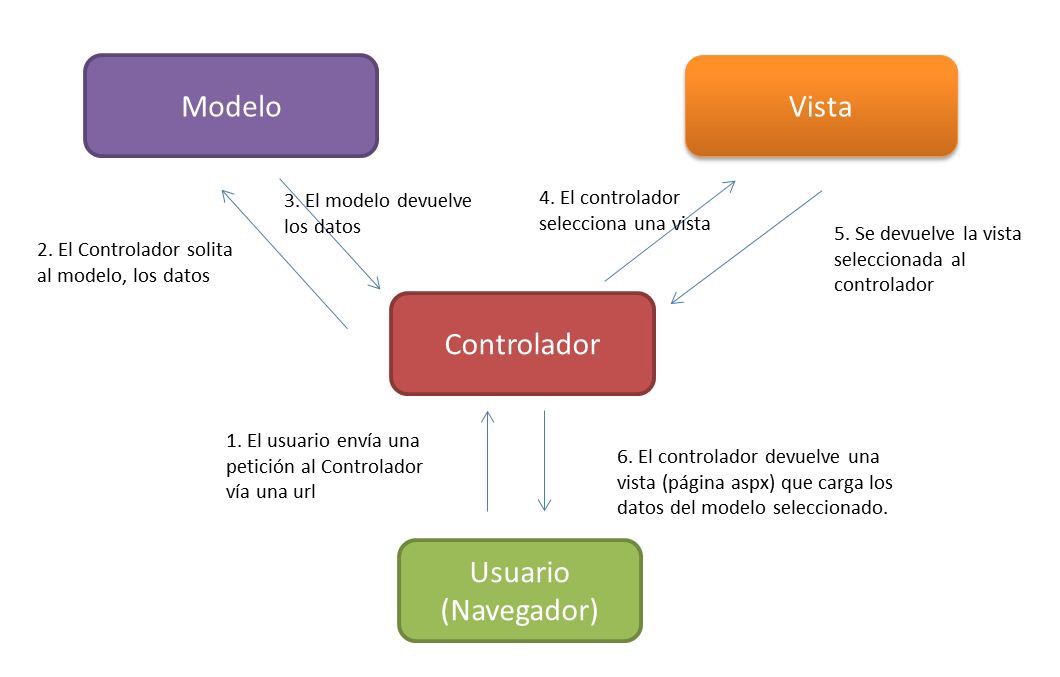 Modelo
Vista
3. El modelo devuelve
los datos
4. El controlador
selecciona una vista
2. El Controlador solita
al modelo, los datos
5. Se devuelve la vista
seleccionada al
controlador
Controlador
1. El usuario envía una
petición al Controlador
vía una url
6. El controlador devuelve una
vista (página aspx) que carga los
datos del modelo seleccionado.
Usuario
(Navegador)